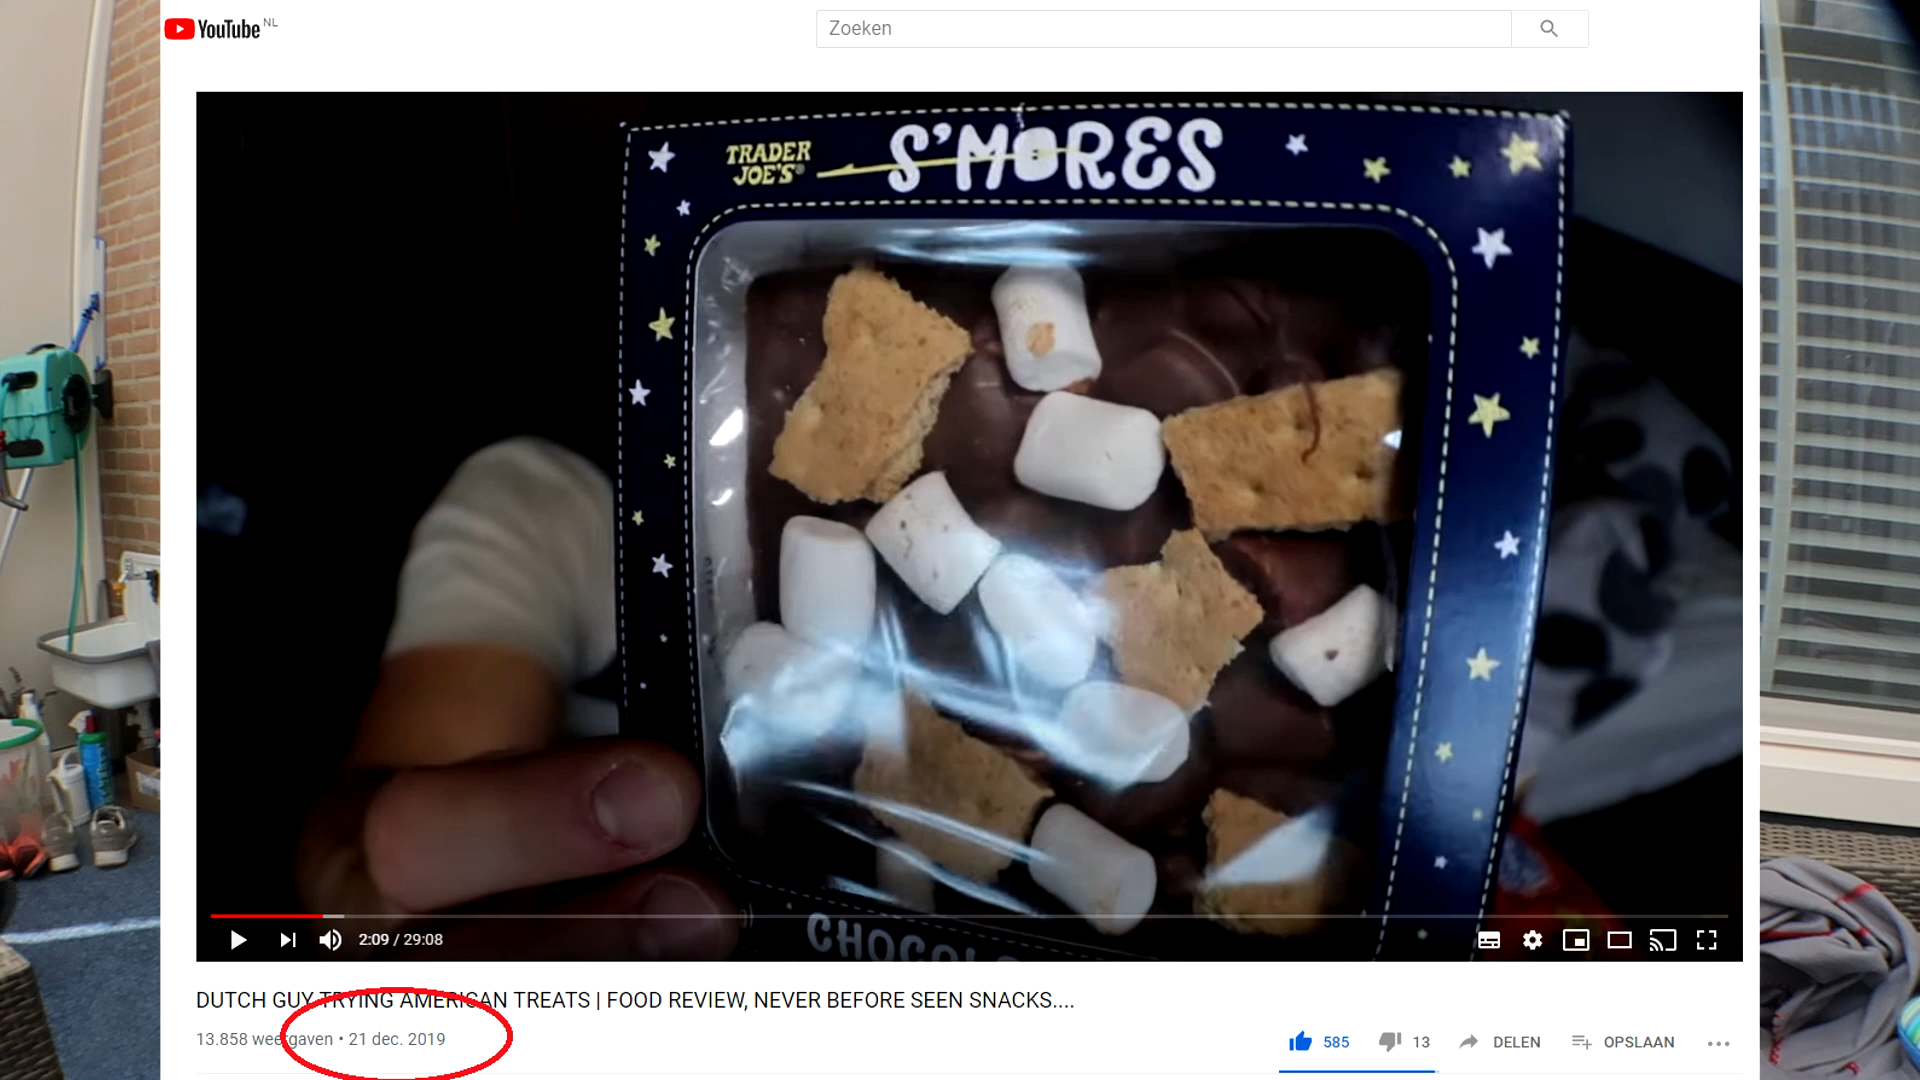 YouTube NL
Zoeken
TRADER
JOE'S®
S'MORES
CHOCOL
2:09 / 29:08
DUTCH GUY TRYING AMERICAN TREATS | FOOD REVIEW, NEVER BEFORE SEEN SNACKS....
13.858 weergaven • 21 dec. 2019
585
13
DELEN
OPSLAAN